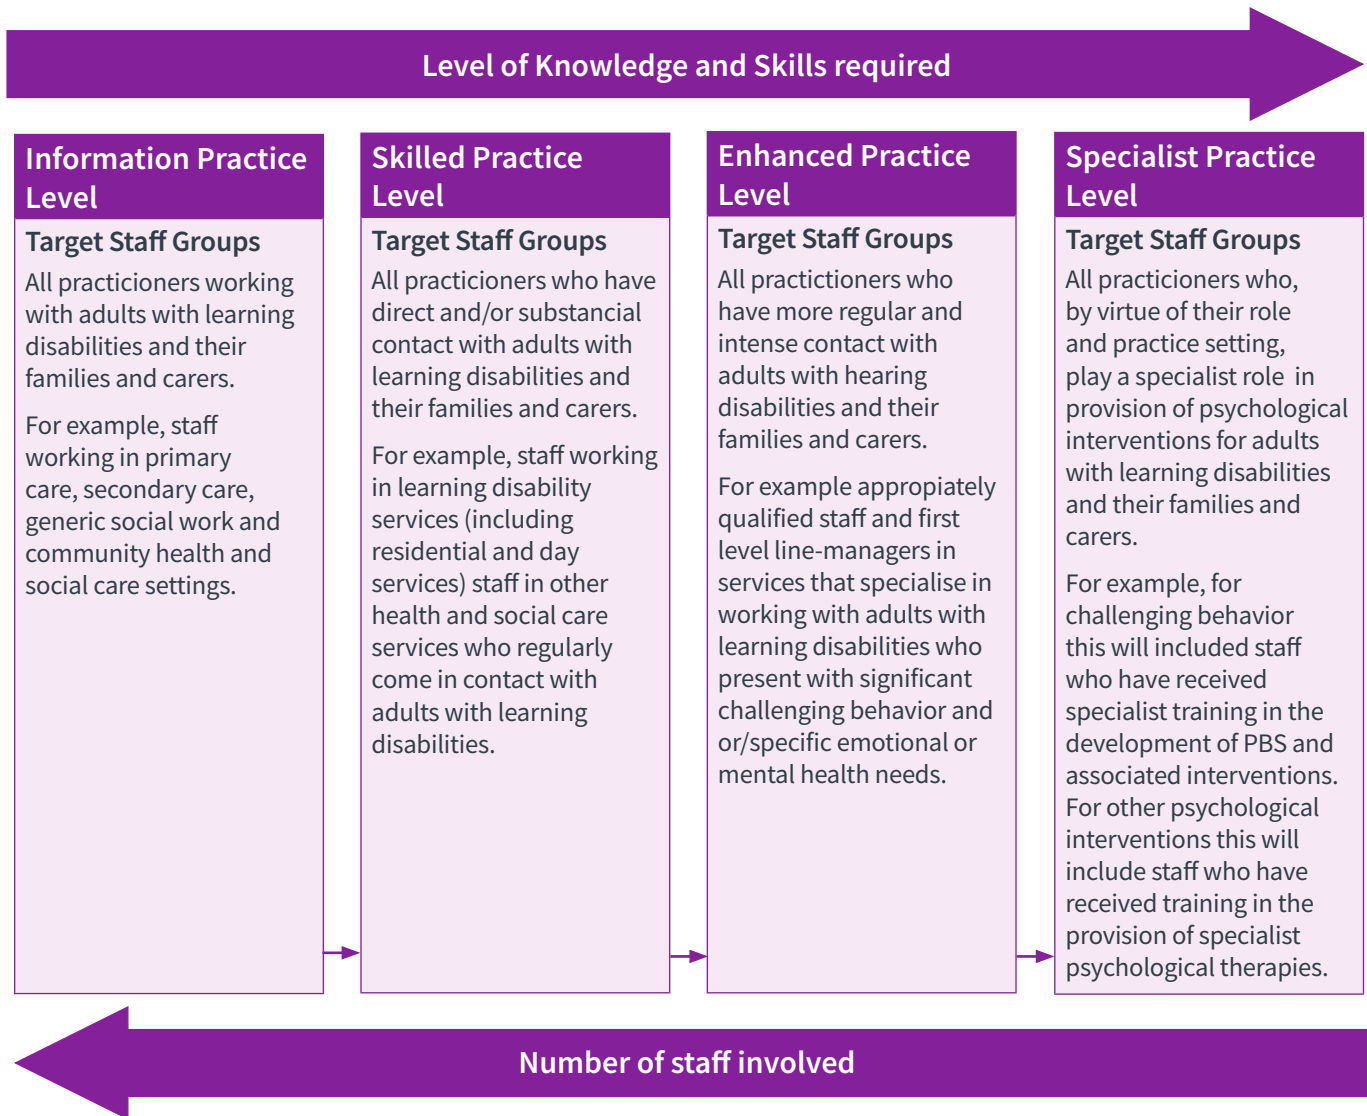 Level of Knowledge and Skills required
Information Practice
Level
Target Staff Groups
All practicioners working
with adults with learning
disabilities and their
families and carers.
For example, staff
working in primary
care, secondary care,
generic social work and
community health and
social care settings.
Skilled Practice
Level
Target Staff Groups
All practicioners who have
direct and/or substancial
contact with adults with
learning disabilities and
their families and carers.
For example, staff working
in learning disability
services (including
residential and day
services) staff in other
health and social care
services who regularly
come in contact with
adults with learning
disabilities.
Enhanced Practice
Level
Target Staff Groups
All practictioners who
have more regular and
intense contact with
adults with hearing
disabilities and their
families and carers.
For example appropiately
qualified staff and first
level line-managers in
services that specialise in
working with adults with
learning disabilities who
present with significant
challenging behavior and
or/specific emotional or
mental health needs.
Specialist Practice
Level
Target Staff Groups
All practicioners who,
by virtue of their role
and practice setting,
play a specialist role in
provision of psychological
interventions for adults
with learning disabilities
and their families and
carers.
For example, for
challenging behavior
this will included staff
who have received
specialist training in the
development of PBS and
associated interventions.
For other psychological
interventions this will
include staff who have
received training in the
provision of specialist
psychological therapies.
Number of staff involved